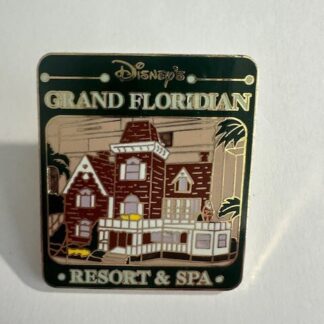 Disney's
GRAND FLORIDIAN
• RESORT & SPA •